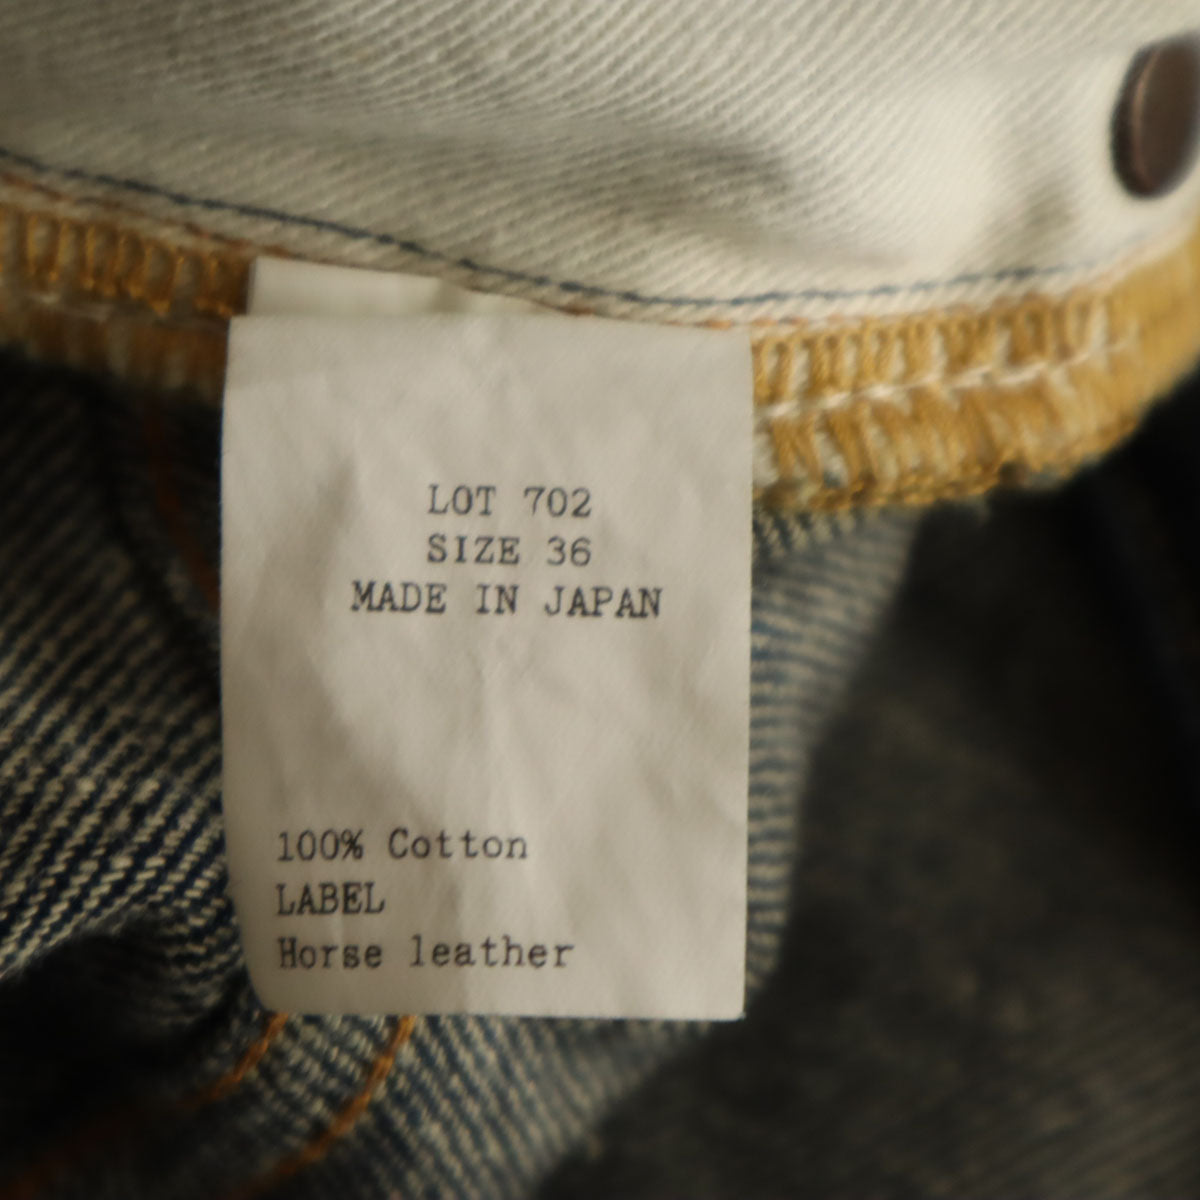 LOT 702
SIZE 36
MADE IN JAPAN
100% Cotton
LABEL
Horse leather